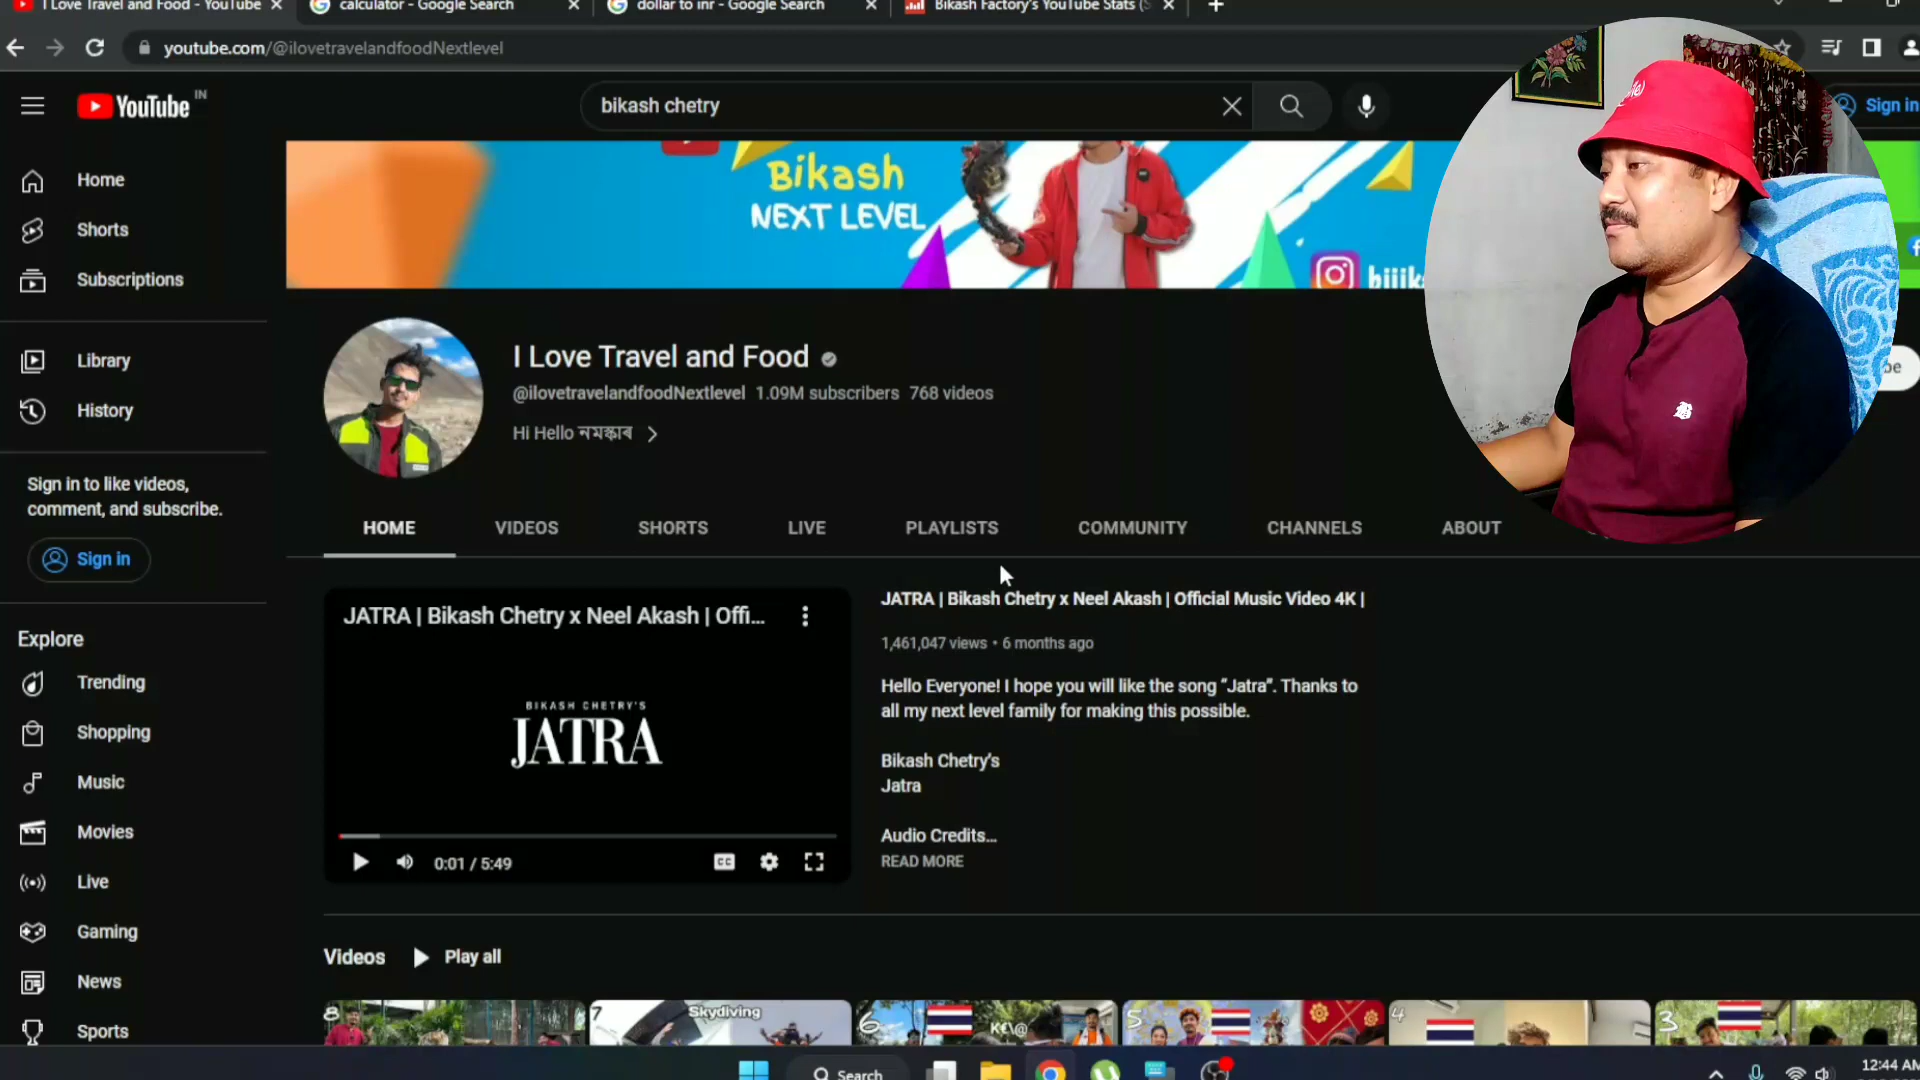 I Love Travel and Food - YouTube
calculator - Google Search
dollar to inr - Google Search
Bikash Factory's YouTube Stats (S
youtube.com/@ilovetravelandfoodNextlevel
YouTube IN
bikash chetry
Sign in
Home
Shorts
Subscriptions
Library
History
Sign in to like videos,
comment, and subscribe.
Sign in
Explore
Trending
Shopping
Music
Movies
Live
Gaming
News
Sports
Bikash
NEXT LEVEL
I Love Travel and Food
@ilovetravelandfoodNextlevel 1.09M subscribers 768 videos
Hi Hello নমস্কাৰ
HOME VIDEOS SHORTS LIVE PLAYLISTS COMMUNITY CHANNELS ABOUT
JATRA | Bikash Chetry x Neel Akash | Offi...
BIKASH CHETRY'S
JATRA
0:01 / 5:49
CC
JATRA | Bikash Chetry x Neel Akash | Official Music Video 4K |
1,461,047 views • 6 months ago
Hello Everyone! I hope you will like the song “Jatra”. Thanks to
all my next level family for making this possible.
Bikash Chetry's
Jatra
Audio Credits...
READ MORE
Videos Play all
8
7 Skydiving
6
5
4
3
Search
12:44 AM